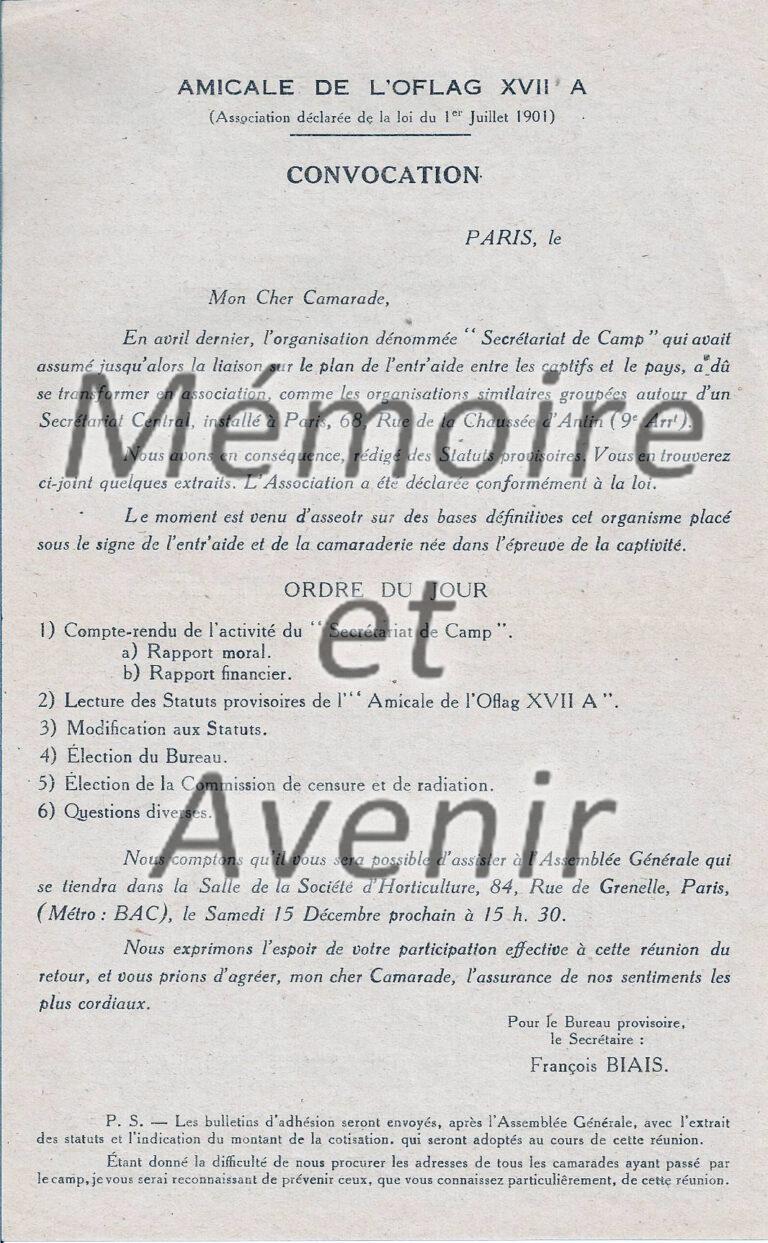 AMICALE DE L'OFLAG XVII A
(Association déclarée de la loi du 1er Juillet 1901)
CONVOCATION
PARIS, le
Mon Cher Camarade,
En avril dernier, l'organisation dénommée “ Secrétariat de Camp ” qui avait
assumé jusqu'alors la liaison sur le plan de l'entr'aide entre les captifs et le pays, a dû
se transformer en association, comme les organisations similaires groupées autour d'un
Secrétariat Central, installé à Paris, 68, Rue de la Chaussée d'Antin (9e Arrt).
Nous avons en conséquence, rédigé des Statuts provisoires. Vous en trouverez
ci-joint quelques extraits. L'Association a été déclarée conformément à la loi.
Le moment est venu d'asseotr sur des bases définitives cet organisme placé
sous le signe de l'entr'aide et de la camaraderie née dans l'épreuve de la captivité.
ORDRE DU JOUR
1) Compte-rendu de l'activité du “ Secrétariat de Camp ”.
a) Rapport moral.
b) Rapport financier.
2) Lecture des Statuts provisoires de l'“ Amicale de l'Oflag XVII A ”.
3) Modification aux Statuts.
4) Élection du Bureau.
5) Élection de la Commission de censure et de radiation.
6) Questions diverses.
Nous comptons qu'il vous sera possible d'assister à l'Assemblée Générale qui
se tiendra dans la Salle de la Société d'Horticulture, 84, Rue de Grenelle, Paris,
(Métro : BAC), le Samedi 15 Décembre prochain à 15 h. 30.
Nous exprimons l'espoir de votre participation effective à cette réunion du
retour, et vous prions d'agréer, mon cher Camarade, l'assurance de nos sentiments les
plus cordiaux.
Pour le Bureau provisoire,
le Secrétaire :
François BIAIS.
P. S. — Les bulletins d'adhésion seront envoyés, après l'Assemblée Générale, avec l'extrait
des statuts et l'indication du montant de la cotisation. qui seront adoptés au cours de cette réunion.
Étant donné la difficulté de nous procurer les adresses de tous les camarades ayant passé par
le camp, je vous serai reconnaissant de prévenir ceux, que vous connaissez particulièrement, de cette réunion.
Mémoire
et
Avenir